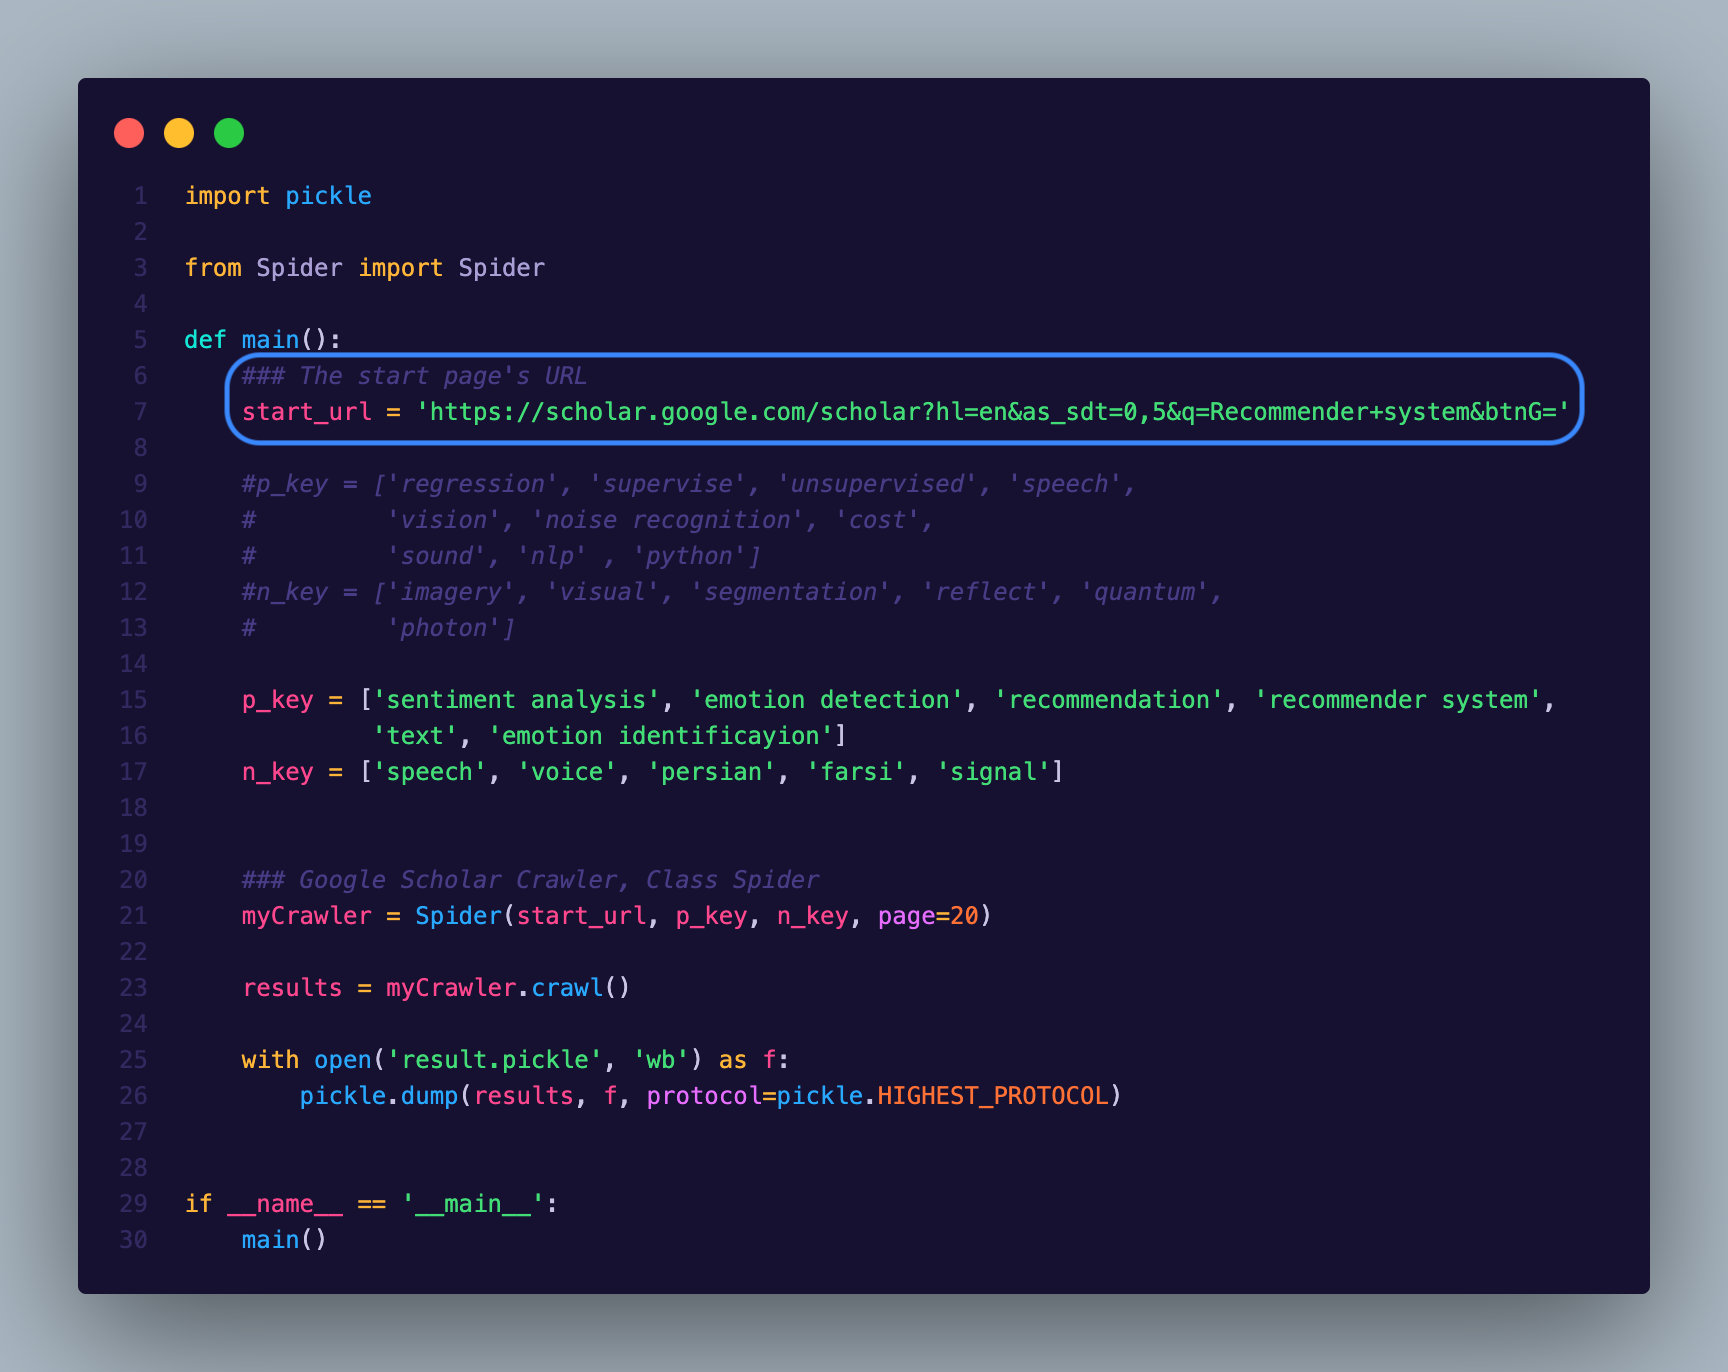 1 import pickle
2
3 from Spider import Spider
4
5 def main():
6     ### The start page's URL
7     start_url = 'https://scholar.google.com/scholar?hl=en&as_sdt=0,5&q=Recommender+system&btnG='
8
9     #p_key = ['regression', 'supervise', 'unsupervised', 'speech',
10     #         'vision', 'noise recognition', 'cost',
11     #         'sound', 'nlp' , 'python']
12     #n_key = ['imagery', 'visual', 'segmentation', 'reflect', 'quantum',
13     #         'photon']
14
15     p_key = ['sentiment analysis', 'emotion detection', 'recommendation', 'recommender system',
16              'text', 'emotion identificayion']
17     n_key = ['speech', 'voice', 'persian', 'farsi', 'signal']
18
19
20     ### Google Scholar Crawler, Class Spider
21     myCrawler = Spider(start_url, p_key, n_key, page=20)
22
23     results = myCrawler.crawl()
24
25     with open('result.pickle', 'wb') as f:
26         pickle.dump(results, f, protocol=pickle.HIGHEST_PROTOCOL)
27
28
29 if __name__ == '__main__':
30     main()